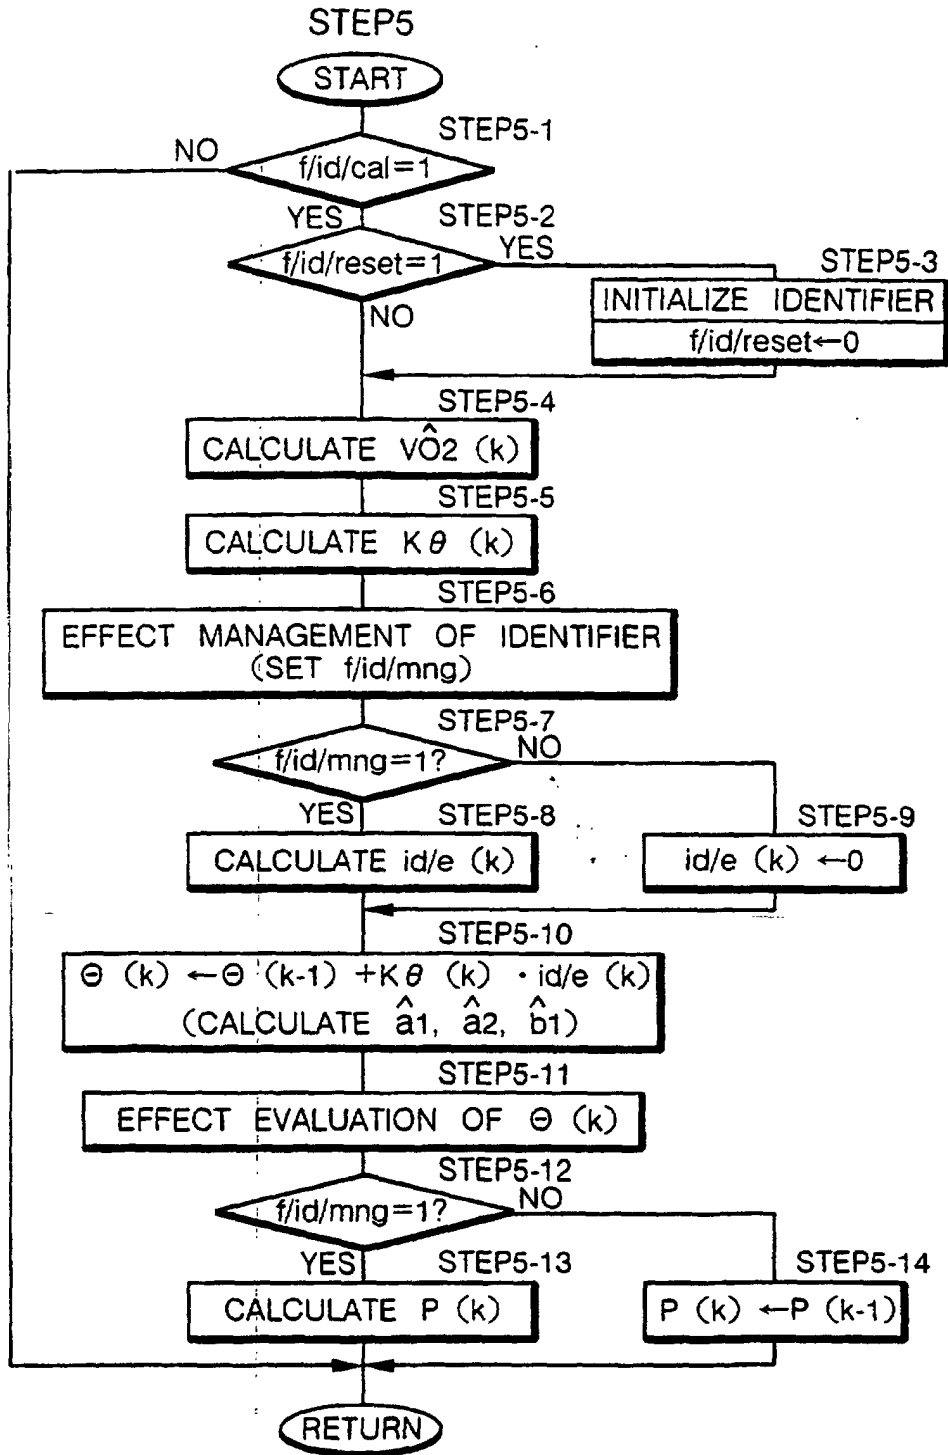 STEP5
START
STEP5-1
NO
f/id/cal=1
YES
STEP5-2
f/id/reset=1
YES
STEP5-3
INITIALIZE IDENTIFIER
f/id/reset←0
NO
STEP5-4
CALCULATE VÔ2 (k)
STEP5-5
CALCULATE Kθ (k)
STEP5-6
EFFECT MANAGEMENT OF IDENTIFIER
(SET f/id/mng)
STEP5-7
f/id/mng=1?
NO
YES
STEP5-8
STEP5-9
CALCULATE id/e (k)
id/e (k) ←0
STEP5-10
Θ (k) ←Θ (k-1) +Kθ (k) · id/e (k)
(CALCULATE â1, â2, b̂1)
STEP5-11
EFFECT EVALUATION OF Θ (k)
STEP5-12
f/id/mng=1?
NO
YES
STEP5-13
STEP5-14
CALCULATE P (k)
P (k) ←P (k-1)
RETURN